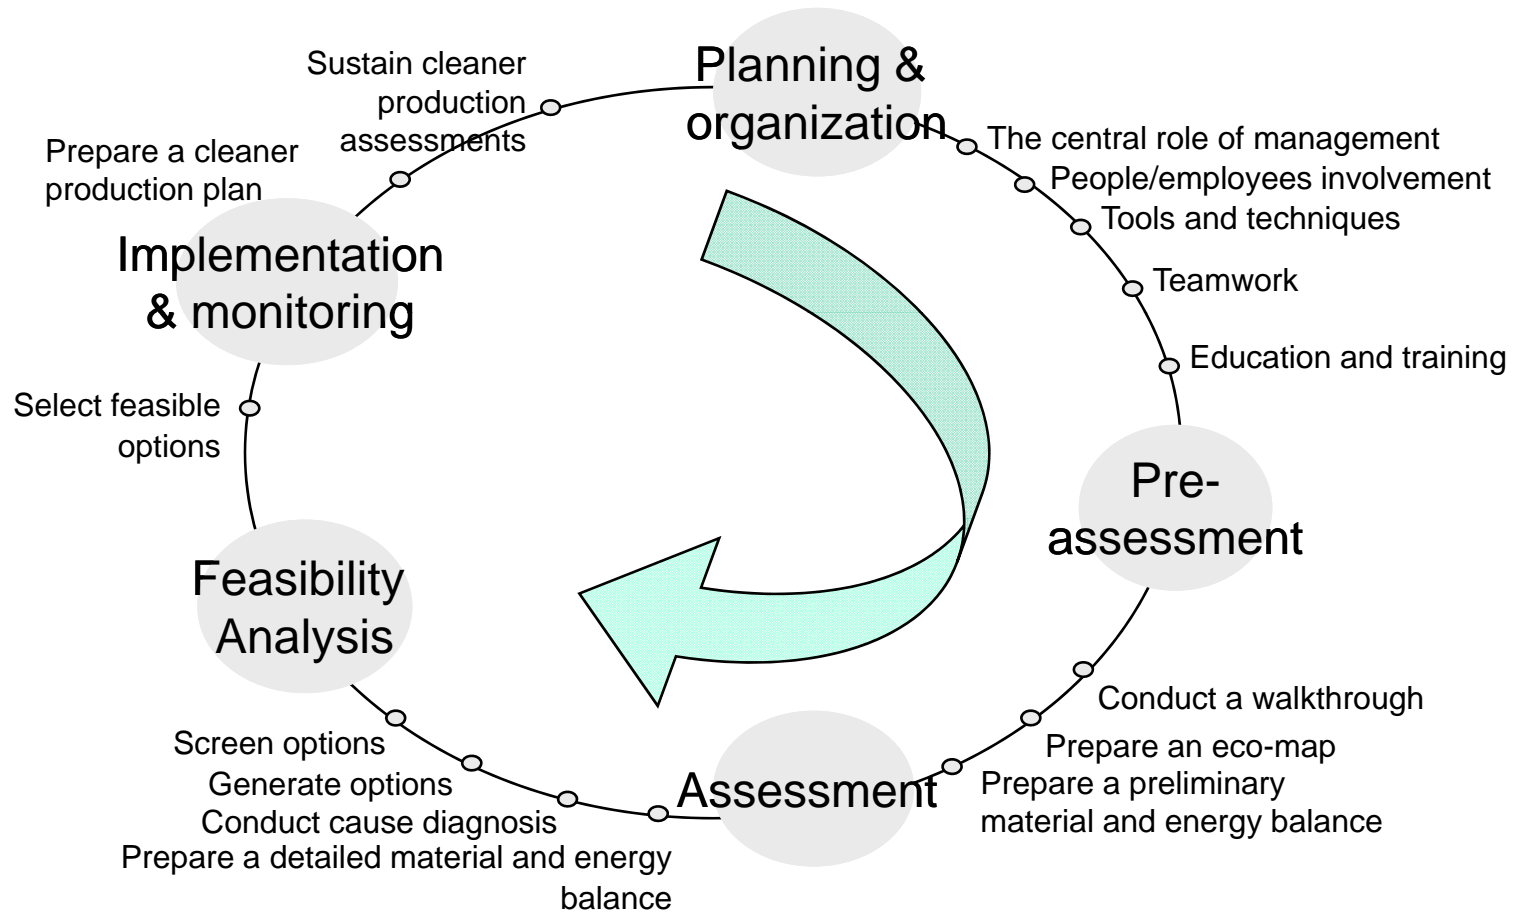 Planning &
organization
The central role of management
People/employees involvement
Tools and techniques
Teamwork
Education and training
Pre-
assessment
Conduct a walkthrough
Prepare an eco-map
Prepare a preliminary
material and energy balance
Assessment
Prepare a detailed material and energy
balance
Conduct cause diagnosis
Generate options
Screen options
Feasibility
Analysis
Select feasible
options
Implementation
& monitoring
Prepare a cleaner
production plan
Sustain cleaner
production
assessments